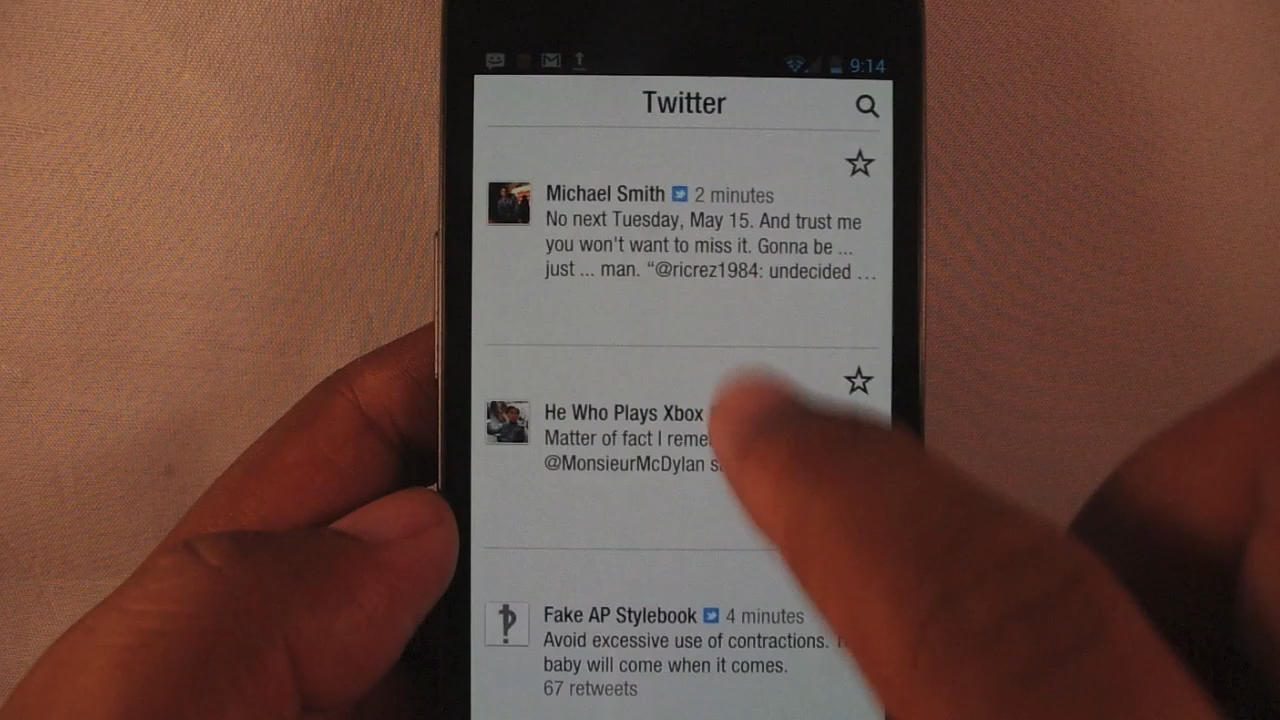 9:14
Twitter
Michael Smith 2 minutes
No next Tuesday, May 15. And trust me
you won't want to miss it. Gonna be ...
just ... man. “@ricrez1984: undecided ...
He Who Plays Xbox
Matter of fact I
@MonsieurMcDylan
Fake AP Stylebook 4 minutes
Avoid excessive use of contractions.
baby will come when it comes.
67 retweets